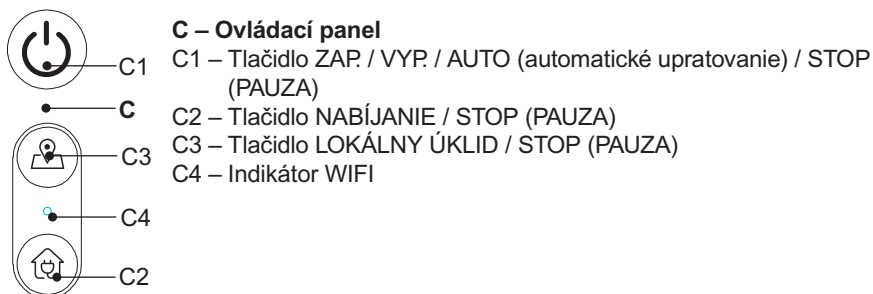 C – Ovládací panel
C1 – Tlačidlo ZAP. / VYP. / AUTO (automatické upratovanie) / STOP
(PAUZA)
C2 – Tlačidlo NABÍJANIE / STOP (PAUZA)
C3 – Tlačidlo LOKÁLNY ÚKLID / STOP (PAUZA)
C4 – Indikátor WIFI
C1
C
C3
C4
C2